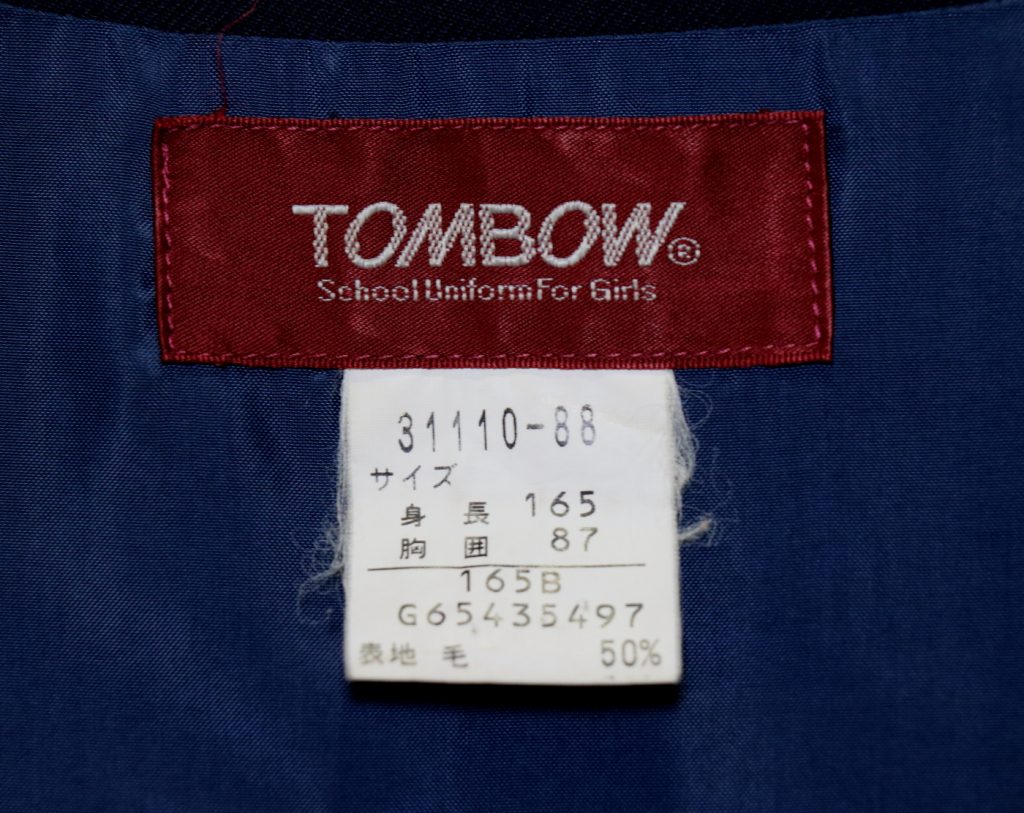 TOMBOW®
School Uniform For Girls
31110-88
サイズ
身長 165
胸囲 87
165B
G65435497
表地 毛 50%